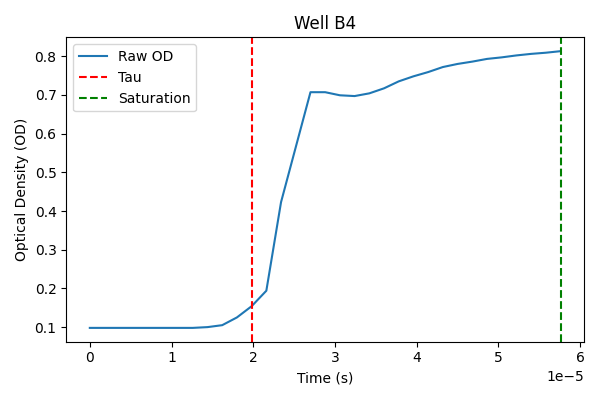 Well B4
Raw OD
Tau
Saturation
Optical Density (OD)
0.8
0.7
0.6
0.5
0.4
0.3
0.2
0.1
0 1 2 3 4 5 6
1e−5
Time (s)